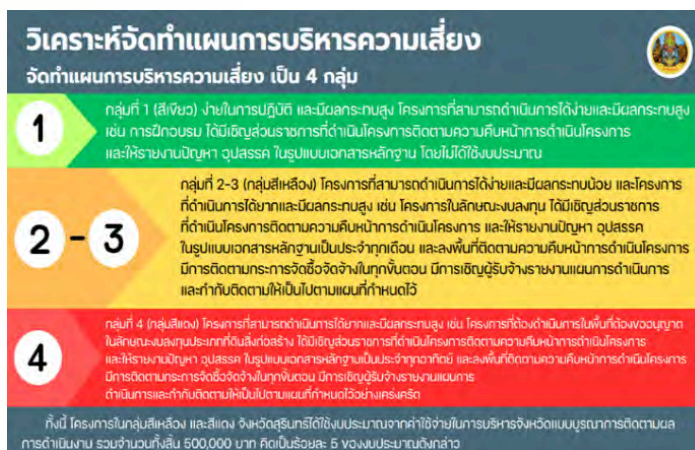 วิเคราะห์จัดทำแผนการบริหารความเสี่ยง
จัดทำแผนการบริหารความเสี่ยง เป็น 4 กลุ่ม
1
กลุ่มที่ 1 (สีเขียว) ง่ายในการปฏิบัติ และมีผลกระทบสูง โครงการที่สามารถดำเนินการได้ง่ายและมีผลกระทบสูง
เช่น การฝึกอบรม ได้มีเชิญส่วนราชการที่ดำเนินโครงการติดตามความคืบหน้าการดำเนินโครงการ
และให้รายงานปัญหา อุปสรรค ในรูปแบบเอกสารหลักฐาน โดยไม่ได้ใช้งบประมาณ
2 - 3
กลุ่มที่ 2-3 (กลุ่มสีเหลือง) โครงการที่สามารถดำเนินการได้ง่ายและมีผลกระทบน้อย และโครงการ
ที่ดำเนินการได้ยากและมีผลกระทบสูง เช่น โครงการในลักษณะงบลงทุน ได้มีเชิญส่วนราชการ
ที่ดำเนินโครงการติดตามความคืบหน้าการดำเนินโครงการ และให้รายงานปัญหา อุปสรรค
ในรูปแบบเอกสารหลักฐานเป็นประจำทุกเดือน และลงพื้นที่ติดตามความคืบหน้าการดำเนินโครงการ
มีการติดตามกระการจัดซื้อจัดจ้างในทุกขั้นตอน มีการเชิญผู้รับจ้างรายงานแผนการดำเนินการ
และกำกับติดตามให้เป็นไปตามแผนที่กำหนดไว้
4
กลุ่มที่ 4 (กลุ่มสีแดง) โครงการที่สามารถดำเนินการได้ยากและมีผลกระทบสูง เช่น โครงการที่ต้องดำเนินการในพื้นที่ต้องขออนุญาต
ในลักษณะงบลงทุนประเภทที่ดินสิ่งก่อสร้าง ได้มีเชิญส่วนราชการที่ดำเนินโครงการติดตามความคืบหน้าการดำเนินโครงการ
และให้รายงานปัญหา อุปสรรค ในรูปแบบเอกสารหลักฐานเป็นประจำทุกอาทิตย์ และลงพื้นที่ติดตามความคืบหน้าการดำเนินโครงการ
มีการติดตามกระการจัดซื้อจัดจ้างในทุกขั้นตอน มีการเชิญผู้รับจ้างรายงานแผนการ
ดำเนินการและกำกับติดตามให้เป็นไปตามแผนที่กำหนดไว้อย่างเคร่งครัด
ทั้งนี้ โครงการในกลุ่มสีเหลือง และสีแดง จังหวัดสุรินทร์ได้ใช้งบประมาณจากค่าใช้จ่ายในการบริหารจังหวัดแบบบูรณาการติดตามผล
การดำเนินงาน รวมจำนวนทั้งสิ้น 500,000 บาท คิดเป็นร้อยละ 5 ของงบประมาณดังกล่าว